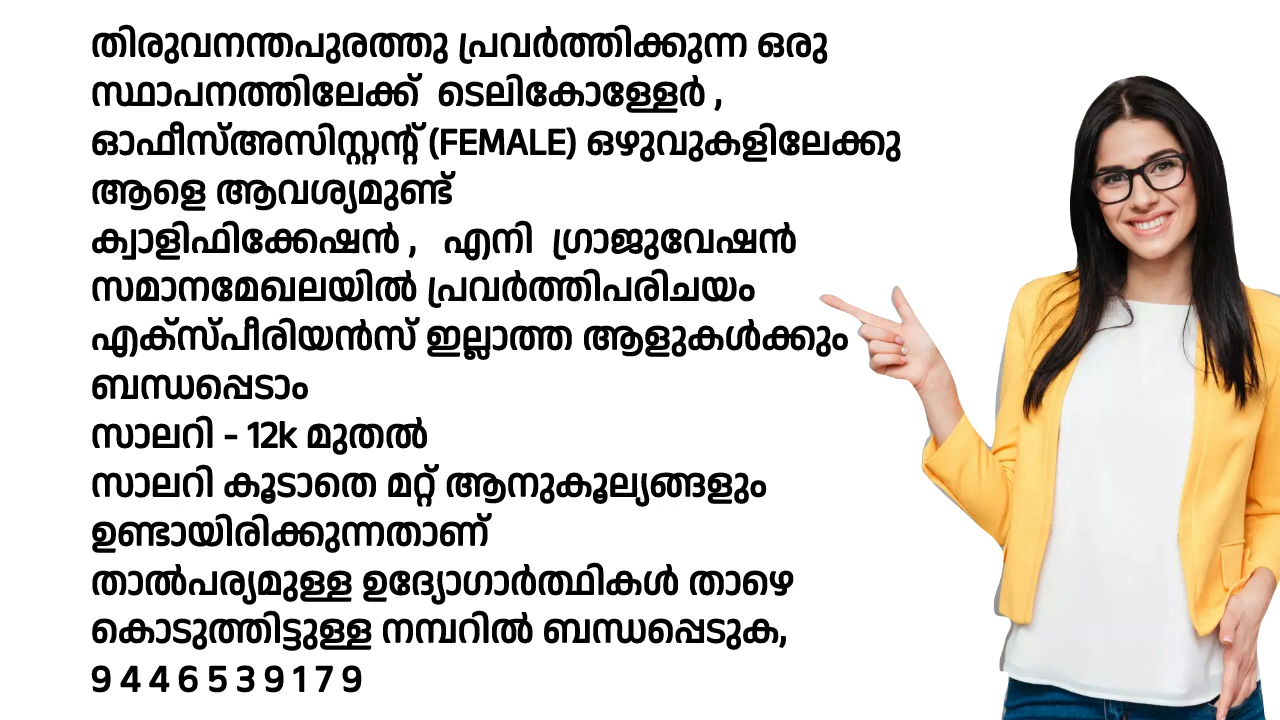 തിരുവനന്തപുരത്തു പ്രവർത്തിക്കുന്ന ഒരു
സ്ഥാപനത്തിലേക്ക് ടെലികോള്ളേർ ,
ഓഫീസ്അസിസ്റ്റന്റ് (FEMALE) ഒഴുവുകളിലേക്കു
ആളെ ആവശ്യമുണ്ട്
ക്വാളിഫിക്കേഷൻ , എനി ഗ്രാജുവേഷൻ
സമാനമേഖലയിൽ പ്രവർത്തിപരിചയം
എക്സ്പീരിയൻസ് ഇല്ലാത്ത ആളുകൾക്കും
ബന്ധപ്പെടാം
സാലറി - 12k മുതൽ
സാലറി കൂടാതെ മറ്റ് ആനുകൂല്യങ്ങളും
ഉണ്ടായിരിക്കുന്നതാണ്
താൽപര്യമുള്ള ഉദ്യോഗാർത്ഥികൾ താഴെ
കൊടുത്തിട്ടുള്ള നമ്പറിൽ ബന്ധപ്പെടുക,
9 4 4 6 5 3 9 1 7 9